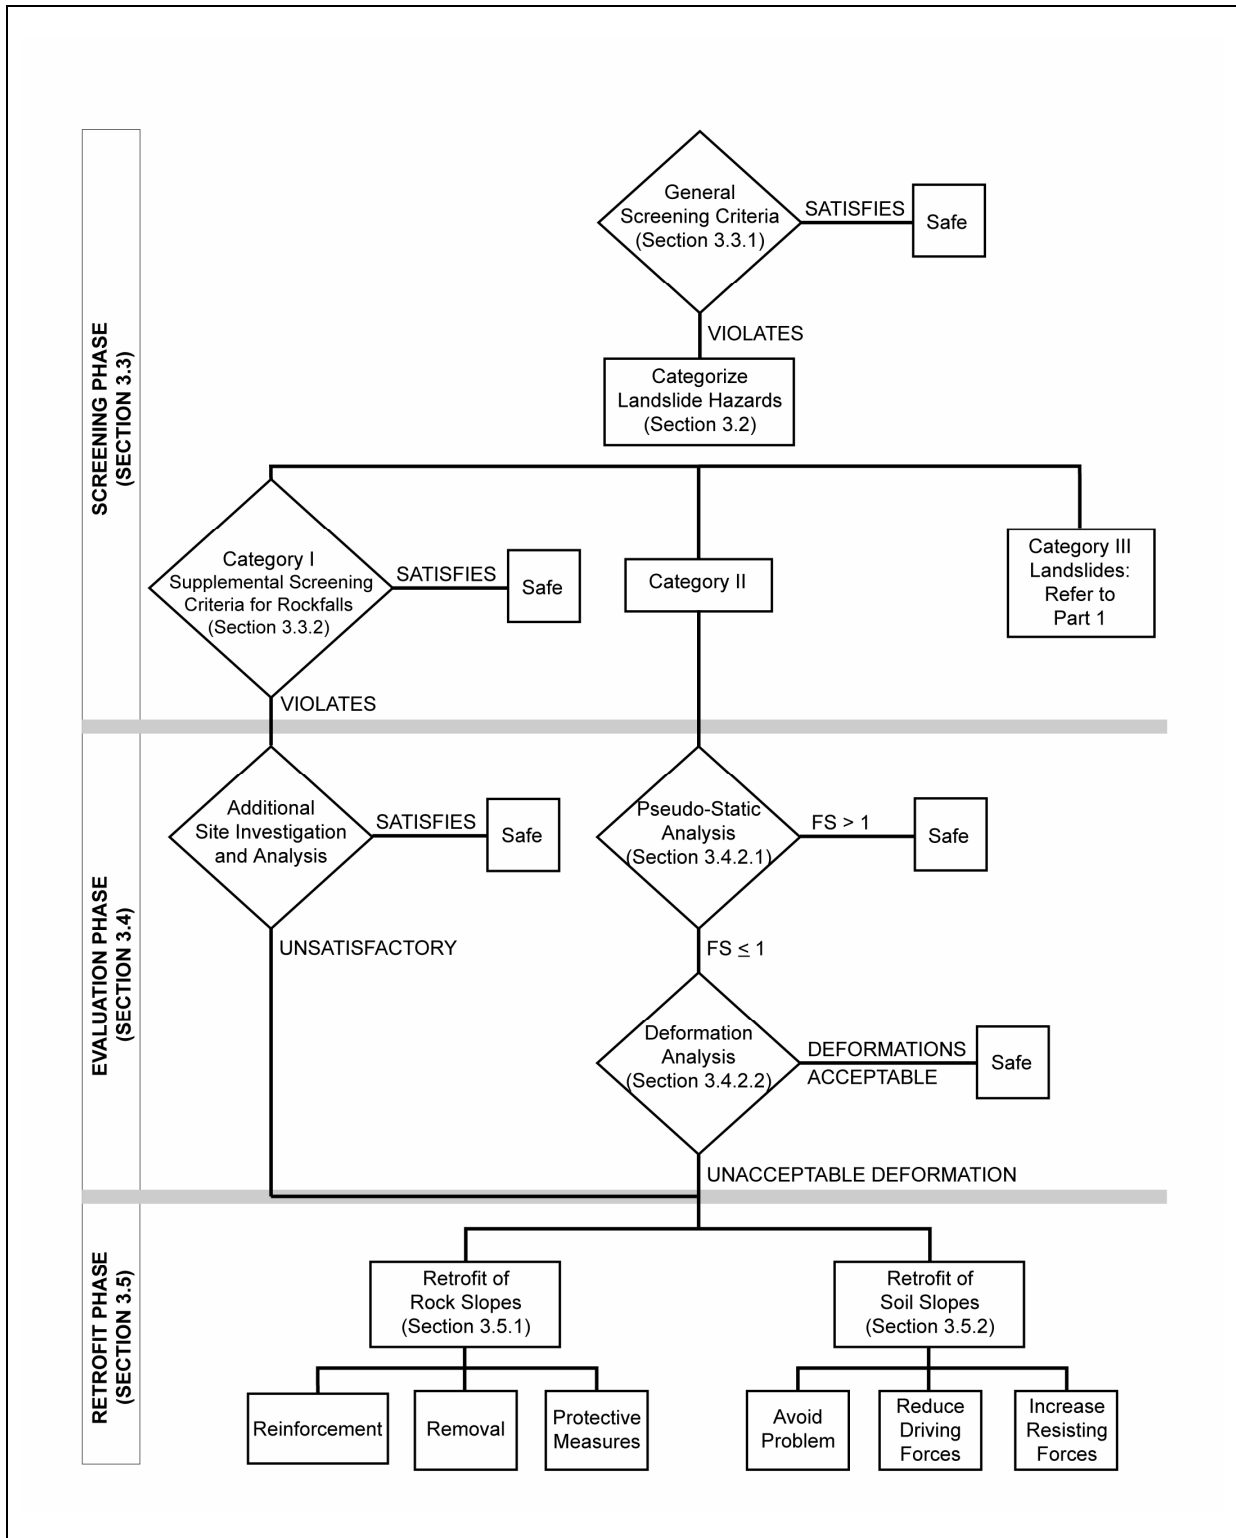 General
Screening Criteria
(Section 3.3.1)
SATISFIES
Safe
VIOLATES
Categorize
Landslide Hazards
(Section 3.2)
SCREENING PHASE
(SECTION 3.3)
Category I
Supplemental Screening
Criteria for Rockfalls
(Section 3.3.2)
SATISFIES
Safe
Category II
Category III
Landslides:
Refer to
Part 1
VIOLATES
EVALUATION PHASE
(SECTION 3.4)
Additional
Site Investigation
and Analysis
SATISFIES
Safe
Pseudo-Static
Analysis
(Section 3.4.2.1)
FS > 1
Safe
UNSATISFACTORY
FS ≤ 1
Deformation
Analysis
(Section 3.4.2.2)
DEFORMATIONS
ACCEPTABLE
Safe
UNACCEPTABLE DEFORMATION
RETROFIT PHASE
(SECTION 3.5)
Retrofit of
Rock Slopes
(Section 3.5.1)
Retrofit of
Soil Slopes
(Section 3.5.2)
Reinforcement
Removal
Protective
Measures
Avoid
Problem
Reduce
Driving
Forces
Increase
Resisting
Forces